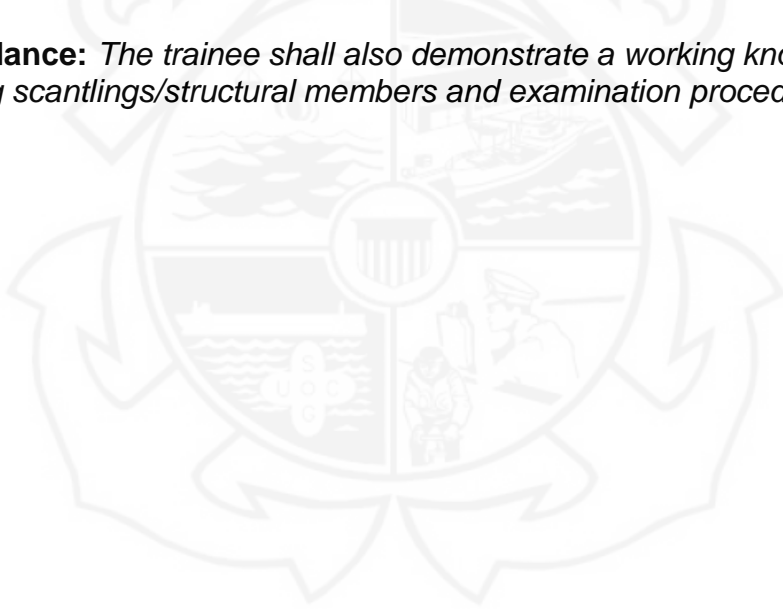 lance: The trainee shall also demonstrate a working kno
g scantlings/structural members and examination proced
S
U C
G